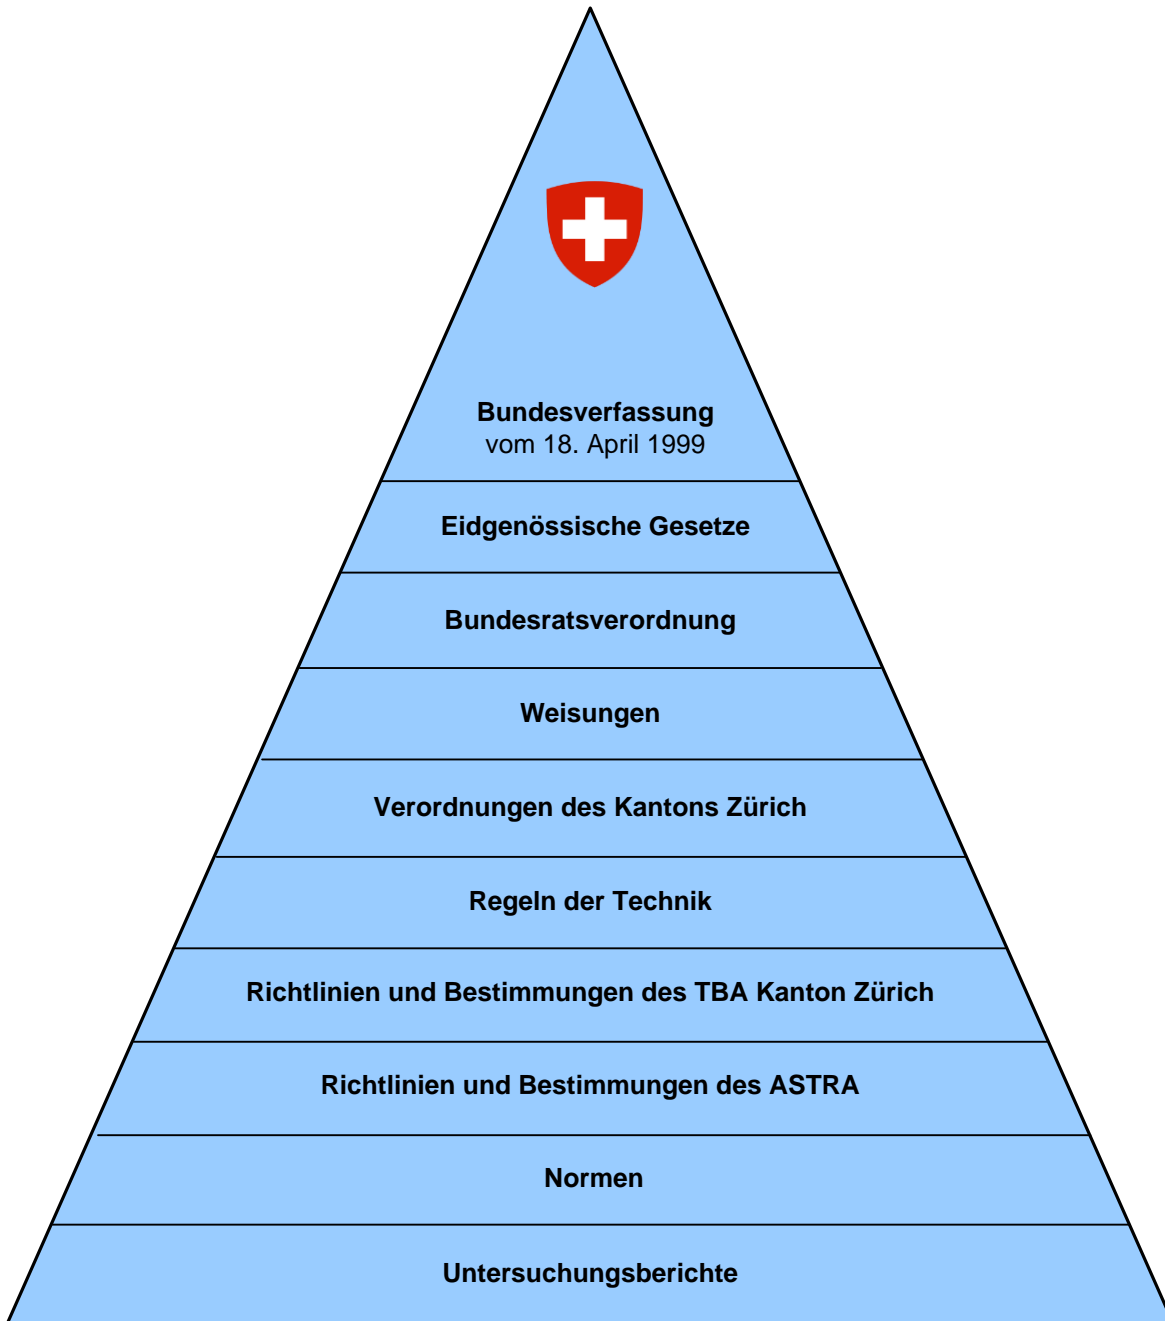 Bundesverfassung
vom 18. April 1999
Eidgenössische Gesetze
Bundesratsverordnung
Weisungen
Verordnungen des Kantons Zürich
Regeln der Technik
Richtlinien und Bestimmungen des TBA Kanton Zürich
Richtlinien und Bestimmungen des ASTRA
Normen
Untersuchungsberichte